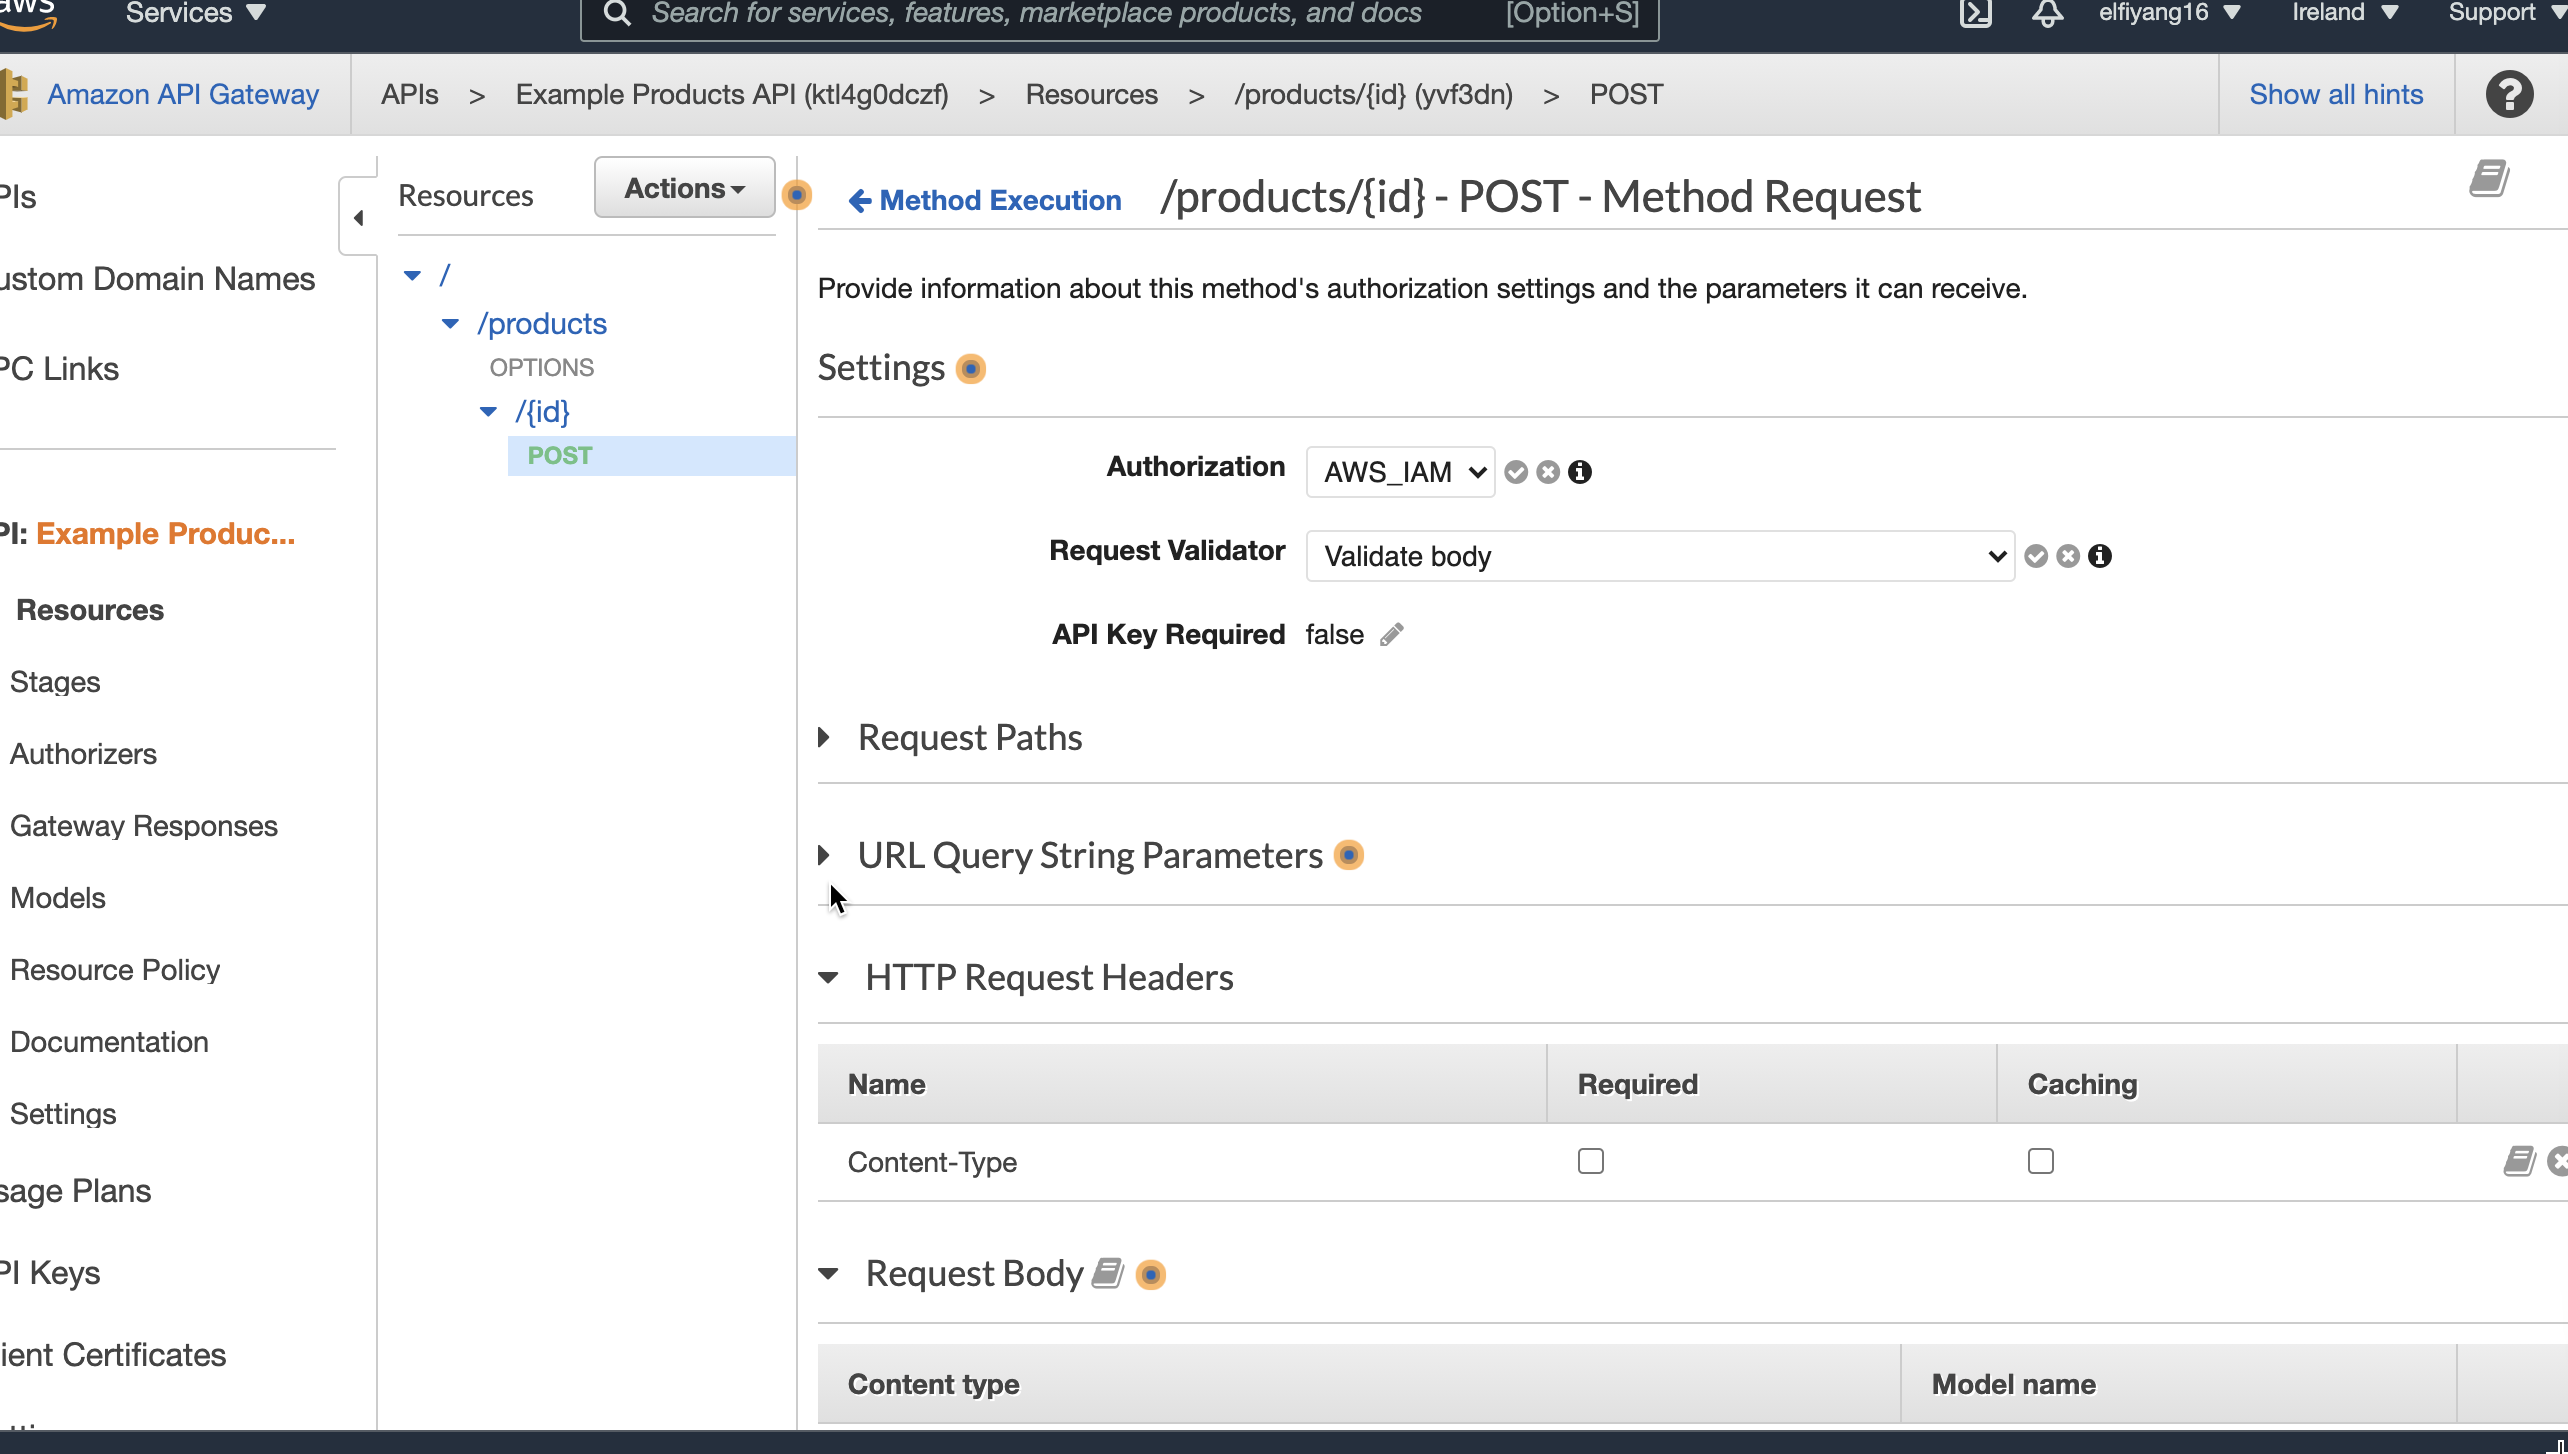 aws Services Search for services, features, marketplace products, and docs [Option+S] elfiyang16 Ireland Support
Amazon API Gateway APIs > Example Products API (ktl4g0dczf) > Resources > /products/{id} (yvf3dn) > POST Show all hints ?
PIs
ustom Domain Names
PC Links
PI: Example Produc...
Resources
Stages
Authorizers
Gateway Responses
Models
Resource Policy
Documentation
Settings
sage Plans
PI Keys
ient Certificates
Resources Actions
/
/products
OPTIONS
/{id}
POST
Method Execution /products/{id} - POST - Method Request
Provide information about this method's authorization settings and the parameters it can receive.
Settings
Authorization AWS_IAM
Request Validator Validate body
API Key Required false
Request Paths
URL Query String Parameters
HTTP Request Headers
Name Required Caching
Content-Type
Request Body
Content type Model name